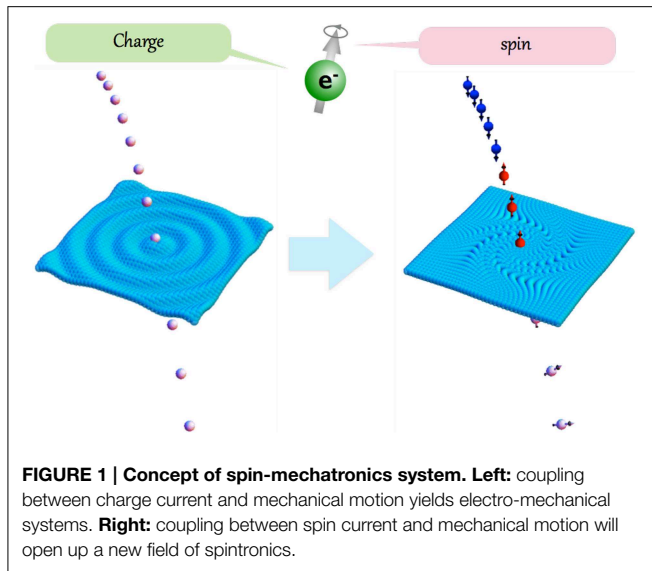 Charge
spin
e-
FIGURE 1 | Concept of spin-mechatronics system. Left: coupling
between charge current and mechanical motion yields electro-mechanical
systems. Right: coupling between spin current and mechanical motion will
open up a new field of spintronics.